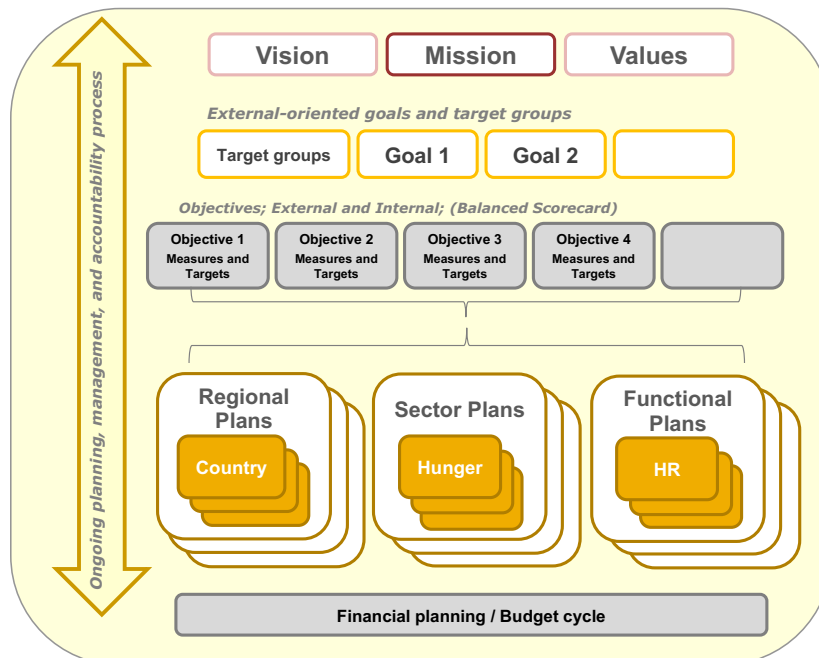 Vision
Mission
Values
External-oriented goals and target groups
Target groups
Goal 1
Goal 2
Objectives; External and Internal; (Balanced Scorecard)
Objective 1
Measures and
Targets
Objective 2
Measures and
Targets
Objective 3
Measures and
Targets
Objective 4
Measures and
Targets
Regional
Plans
Country
Sector Plans
Hunger
Functional
Plans
HR
Financial planning / Budget cycle
Ongoing planning, management, and accountability process